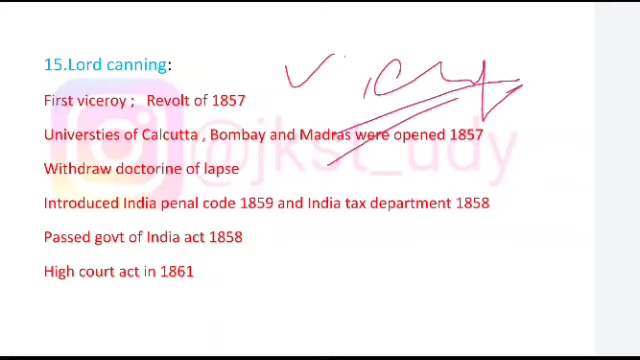 15.Lord canning:
First viceroy ; Revolt of 1857
Universties of Calcutta , Bombay and Madras were opened 1857
@jkst_udy
Withdraw doctorine of lapse
Introduced India penal code 1859 and India tax department 1858
Passed govt of India act 1858
High court act in 1861